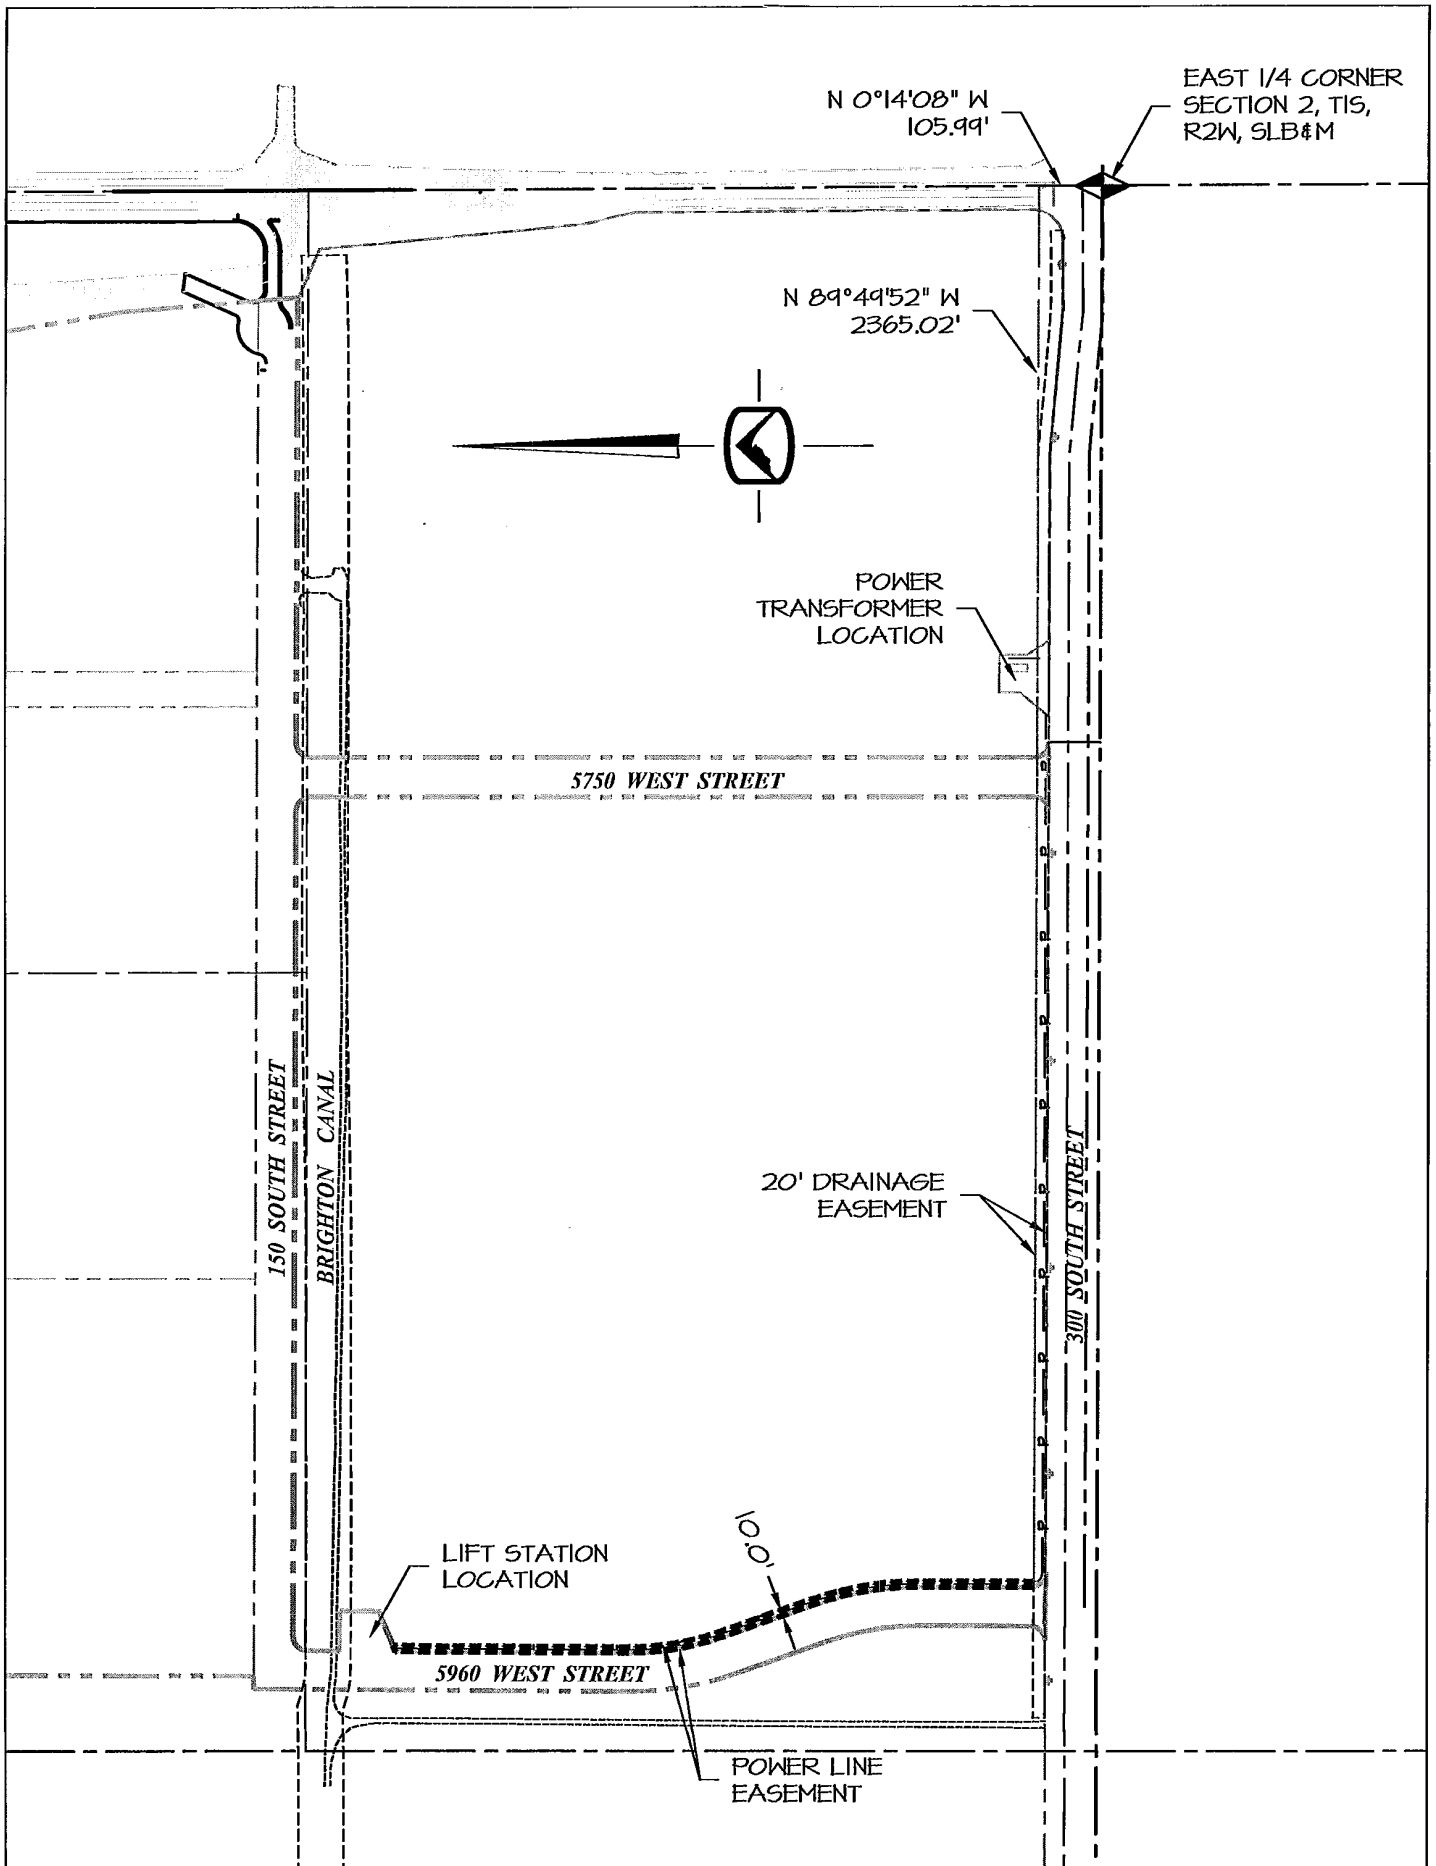 EAST 1/4 CORNER
SECTION 2, T1S,
R2W, SLB&M
N 0°14'08" W
105.99'
N 89°49'52" W
2365.02'
POWER
TRANSFORMER
LOCATION
5750 WEST STREET
150 SOUTH STREET
BRIGHTON CANAL
20' DRAINAGE
EASEMENT
300 SOUTH STREET
LIFT STATION
LOCATION
10.0'
5960 WEST STREET
POWER LINE
EASEMENT